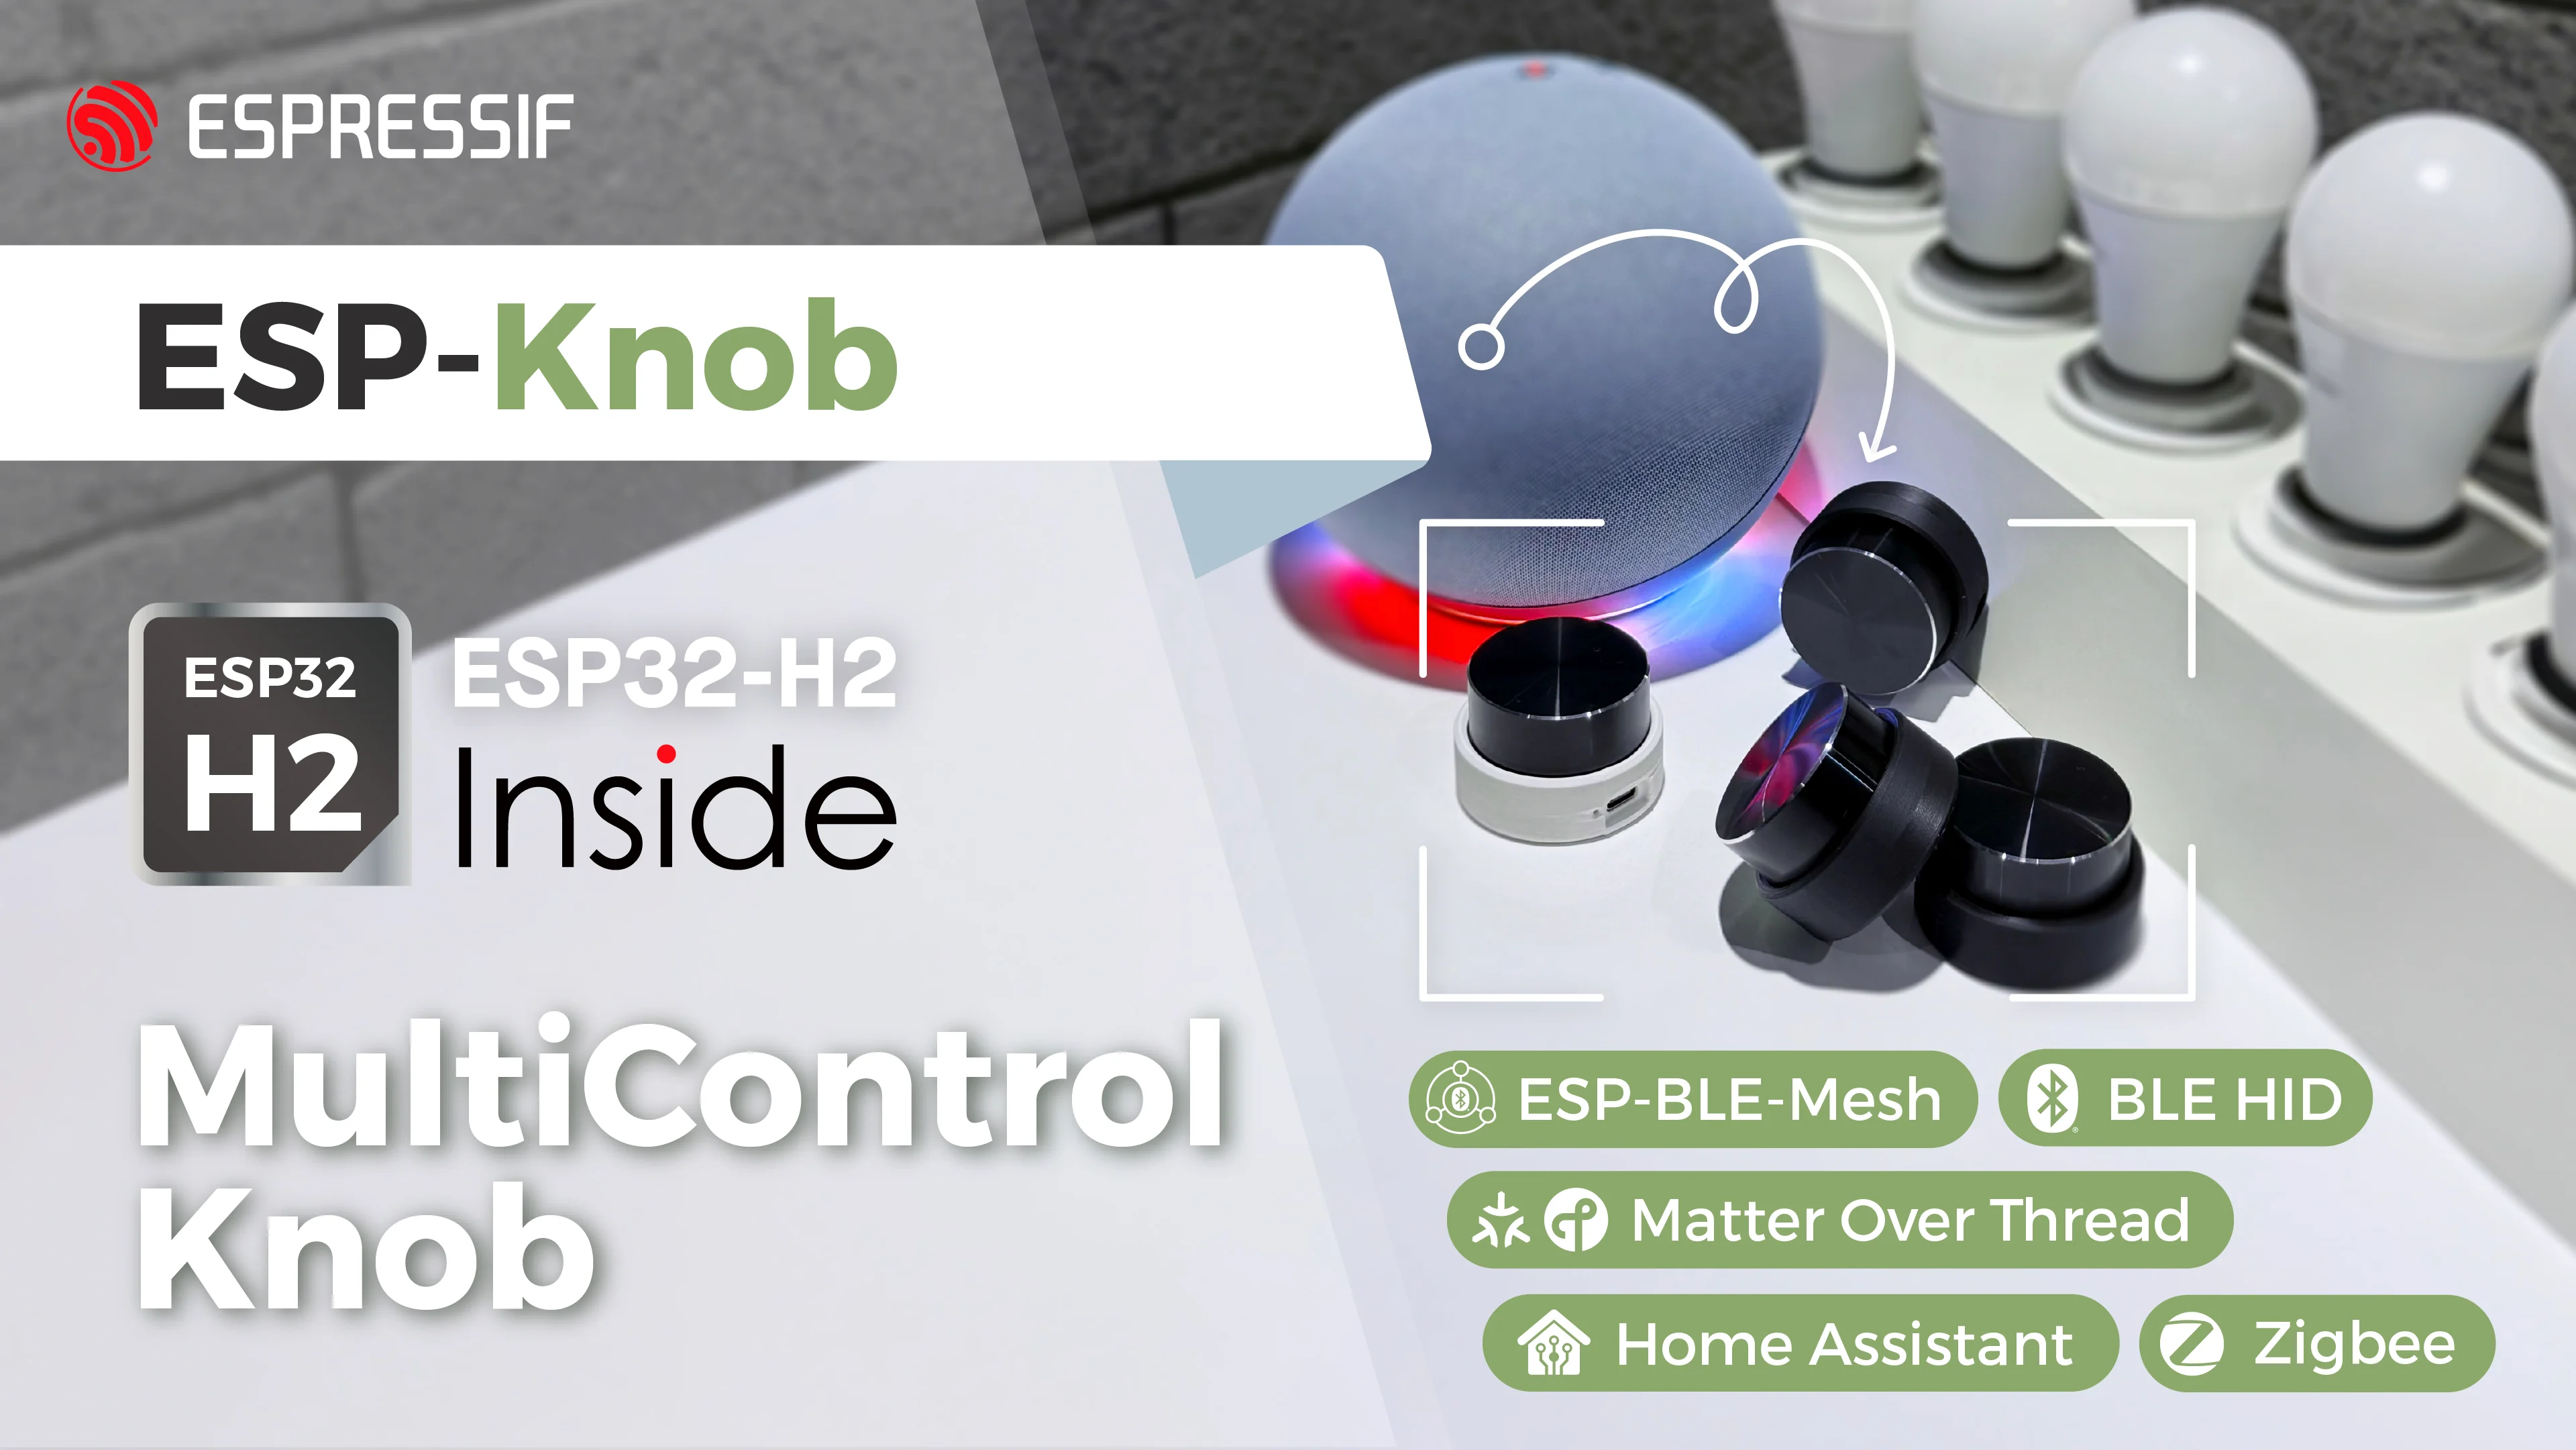 ESPRESSIF
ESP-Knob
ESP32
H2
ESP32-H2
Inside
MultiControl
Knob
ESP-BLE-Mesh
BLE HID
Matter Over Thread
Home Assistant
Zigbee